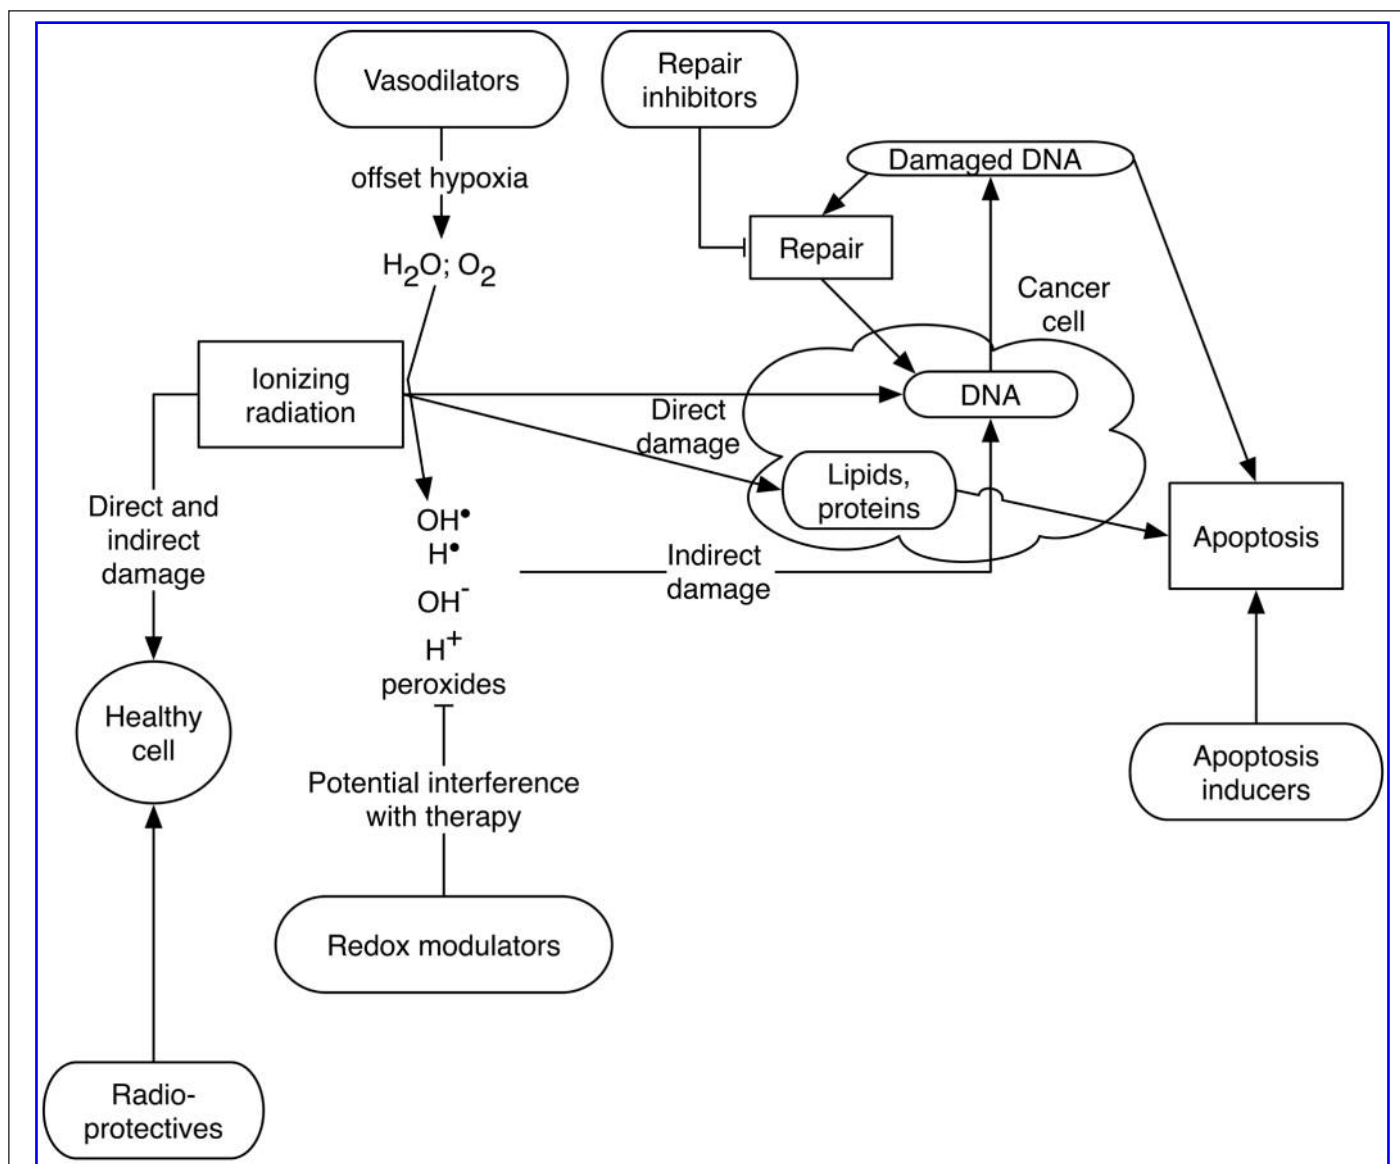 Vasodilators
Repair
inhibitors
Damaged DNA
offset hypoxia
Repair
H₂O; O₂
Cancer
cell
Ionizing
radiation
DNA
Direct
damage
Lipids,
proteins
Direct and
indirect
damage
OH•
H•
OH⁻
H⁺
peroxides
Indirect
damage
Apoptosis
Healthy
cell
Potential interference
with therapy
Apoptosis
inducers
Redox modulators
Radio-
protectives